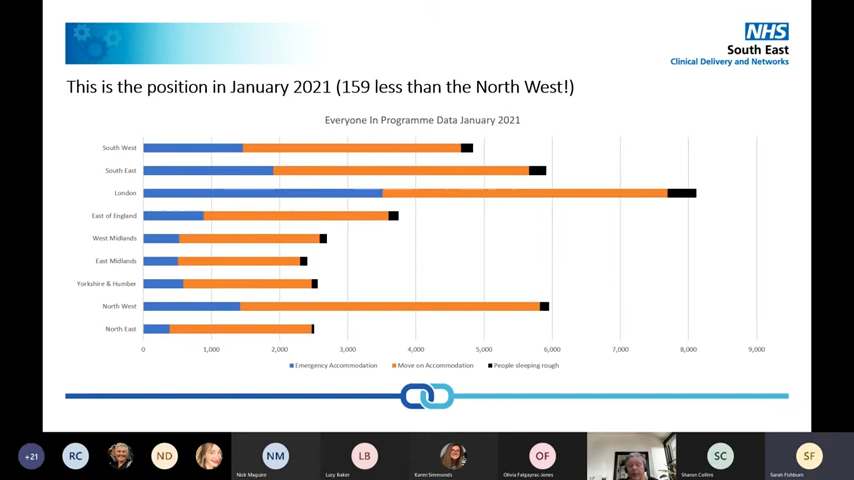 NHS
South East
Clinical Delivery and Networks
This is the position in January 2021 (159 less than the North West!)
Everyone In Programme Data January 2021
South West
South East
London
East of England
West Midlands
East Midlands
Yorkshire & Humber
North West
North East
0 1,000 2,000 3,000 4,000 5,000 6,000 7,000 8,000 9,000
Emergency Accommodation Move on Accommodation People sleeping rough
+21 RC ND NM LB OF SC SF
Nick Maguire Lucy Baker Karen Simmonds Olivia Falgayrac-Jones Sharon Collins Sarah Fishburn